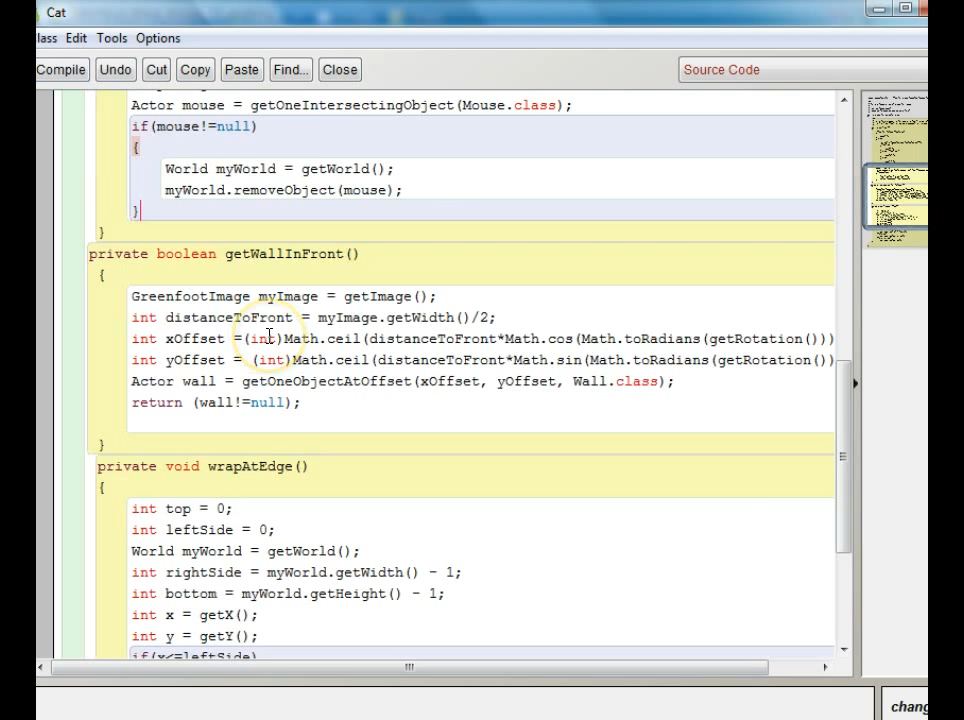 Cat
lass Edit Tools Options
Compile Undo Cut Copy Paste Find... Close Source Code
Actor mouse = getOneIntersectingObject(Mouse.class);
if(mouse!=null)
{
World myWorld = getWorld();
myWorld.removeObject(mouse);
}
}
private boolean getWallInFront()
{
GreenfootImage myImage = getImage();
int distanceToFront = myImage.getWidth()/2;
int xOffset =(int)Math.ceil(distanceToFront*Math.cos(Math.toRadians(getRotation()))
int yOffset = (int)Math.ceil(distanceToFront*Math.sin(Math.toRadians(getRotation())
Actor wall = getOneObjectAtOffset(xOffset, yOffset, Wall.class);
return (wall!=null);
}
private void wrapAtEdge()
{
int top = 0;
int leftSide = 0;
World myWorld = getWorld();
int rightSide = myWorld.getWidth() - 1;
int bottom = myWorld.getHeight() - 1;
int x = getX();
int y = getY();
if(x<=leftSide)
chang